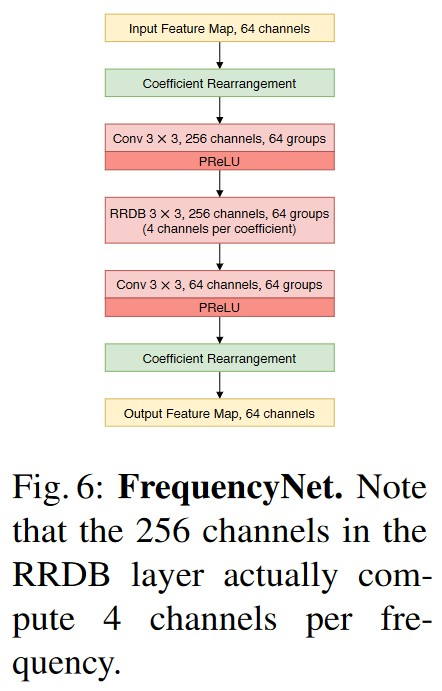 Input Feature Map, 64 channels
Coefficient Rearrangement
Conv 3 × 3, 256 channels, 64 groups
PReLU
RRDB 3 × 3, 256 channels, 64 groups
(4 channels per coefficient)
Conv 3 × 3, 64 channels, 64 groups
PReLU
Coefficient Rearrangement
Output Feature Map, 64 channels
Fig. 6: FrequencyNet. Note
that the 256 channels in the
RRDB layer actually com-
pute 4 channels per fre-
quency.